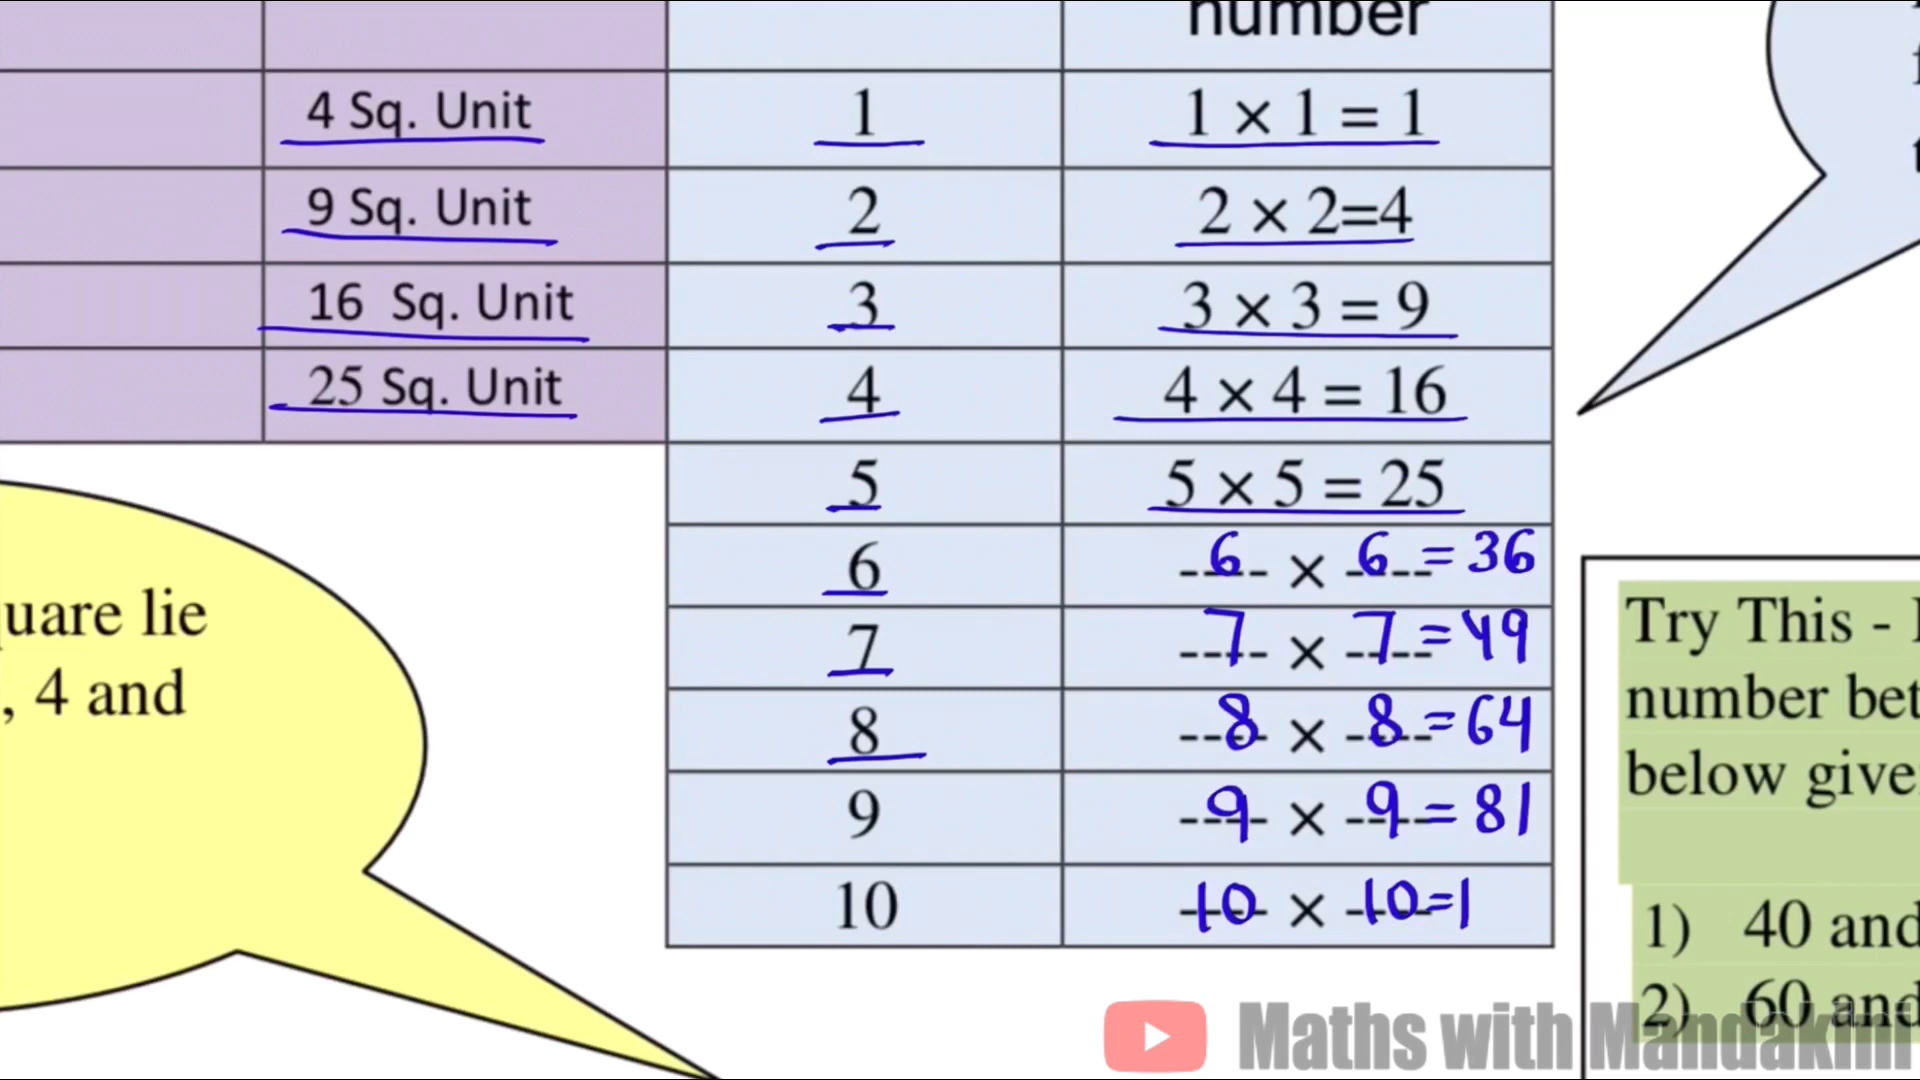 number
4 Sq. Unit
1
1 × 1 = 1
9 Sq. Unit
2
2 × 2=4
16 Sq. Unit
3
3 × 3 = 9
25 Sq. Unit
4
4 × 4 = 16
5
5 × 5 = 25
6
6 × 6 = 36
7
7 × 7 = 49
8
8 × 8 = 64
9
9 × 9 = 81
10
10 × 10=1
uare lie
, 4 and
Try This -
number bet
below give
1) 40 and
2) 60 and
Maths with Mandakini